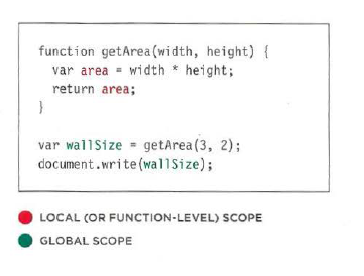 function getArea(width, height) {
  var area = width * height;
  return area;
}

var wallSize = getArea(3, 2);
document.write(wallSize);
LOCAL (OR FUNCTION-LEVEL) SCOPE
GLOBAL SCOPE